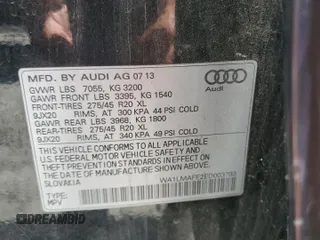 MFD. BY AUDI AG 07 13
GVWR LBS 7055, KG 3200
GAWR FRONT LBS 3395, KG 1540
FRONT-TIRES 275/45 R20 XL
9JX20 RIMS, AT 300 KPA 44 PSI COLD
GAWR REAR LBS 3968, KG 1800
REAR-TIRES 275/45 R20 XL
9JX20 RIMS, AT 340 KPA 49 PSI COLD
THIS VEHICLE CONFORMS TO ALL APPLICABLE
U.S. FEDERAL MOTOR VEHICLE SAFETY AND
THEFT PREVENTION STANDARDS IN EFFECT ON THE
DATE OF MANUFACTURE SHOWN ABOVE.
SLOVAKIA
TYPE:
MPV
DREAMBID